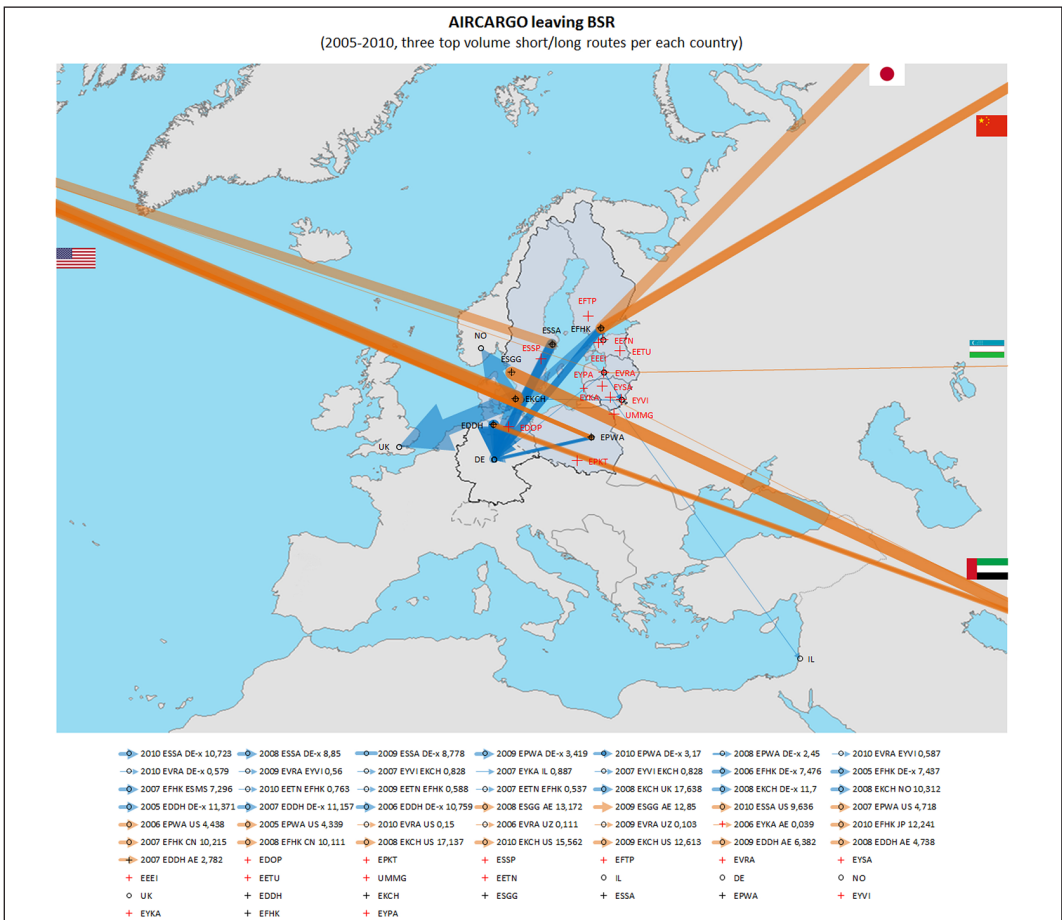 AIRCARGO leaving BSR
(2005-2010, three top volume short/long routes per each country)
EFTP
NO
ESSA
EFHK
EETN
ESSP
EETU
EEEI
ESGG
EYPA
EVRA
EYSA
EYKA
EYVI
EKCH
UMMG
EDDH
EDOP
EPWA
UK
DE
EPKT
IL
2010 ESSA DE-x 10,723 2008 ESSA DE-x 8,85 2009 ESSA DE-x 8,778 2009 EPWA DE-x 3,419 2010 EPWA DE-x 3,17 2008 EPWA DE-x 2,45 2010 EVRA EYVI 0,587
2010 EVRA DE-x 0,579 2009 EVRA EYVI 0,56 2007 EYVI EKCH 0,828 2007 EYKA IL 0,887 2007 EYVI EKCH 0,828 2006 EFHK DE-x 7,476 2005 EFHK DE-x 7,437
2007 EFHK ESMS 7,296 2010 EETN EFHK 0,763 2009 EETN EFHK 0,588 2007 EETN EFHK 0,537 2008 EKCH UK 17,638 2008 EKCH DE-x 11,7 2008 EKCH NO 10,312
2005 EDDH DE-x 11,371 2007 EDDH DE-x 11,157 2006 EDDH DE-x 10,759 2008 ESGG AE 13,172 2009 ESGG AE 12,85 2010 ESSA US 9,636 2007 EPWA US 4,718
2006 EPWA US 4,438 2005 EPWA US 4,339 2010 EVRA US 0,15 2006 EVRA UZ 0,111 2009 EVRA UZ 0,103 2006 EYKA AE 0,039 2010 EFHK JP 12,241
2007 EFHK CN 10,215 2008 EFHK CN 10,111 2008 EKCH US 17,137 2010 EKCH US 15,562 2009 EKCH US 12,613 2009 EDDH AE 6,382 2008 EDDH AE 4,738
2007 EDDH AE 2,782 EDOP EPKT ESSP EFTP EVRA EYSA
EEEI EETU UMMG EETN IL DE NO
UK EDDH EKCH ESGG ESSA EPWA EYVI
EYKA EFHK EYPA